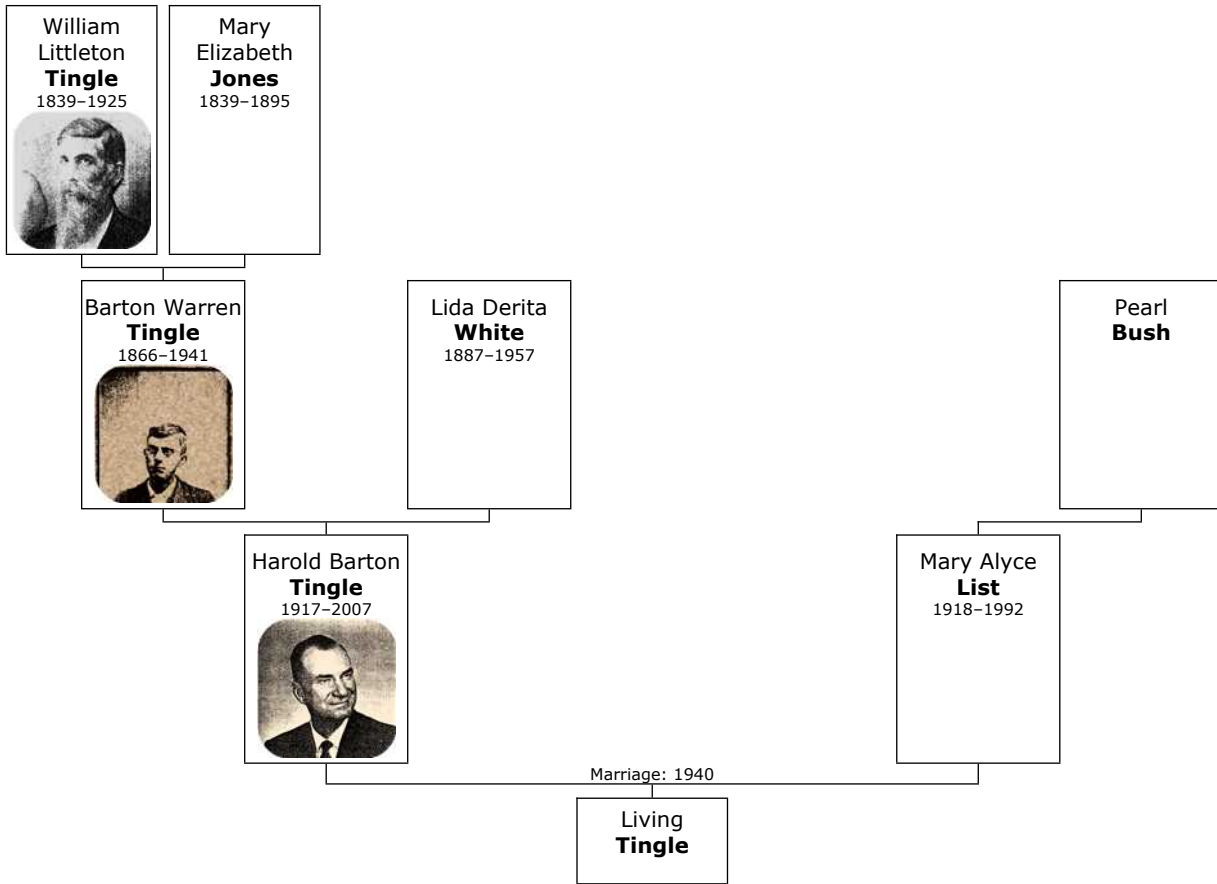 William
Littleton
Tingle
1839–1925
Mary
Elizabeth
Jones
1839–1895
Barton Warren
Tingle
1866–1941
Lida Derita
White
1887–1957
Pearl
Bush
Harold Barton
Tingle
1917–2007
Mary Alyce
List
1918–1992
Marriage: 1940
Living
Tingle